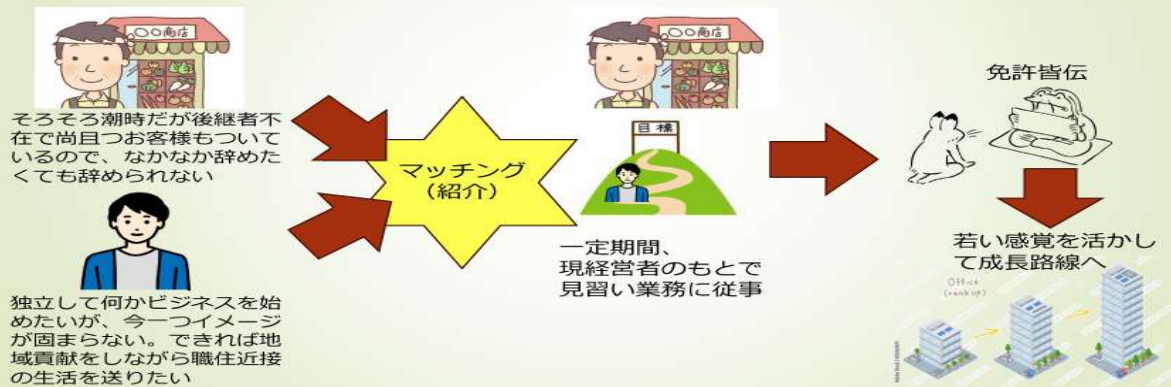 〇〇商店
そろそろ潮時だが後継者不
在で尚且つお客様もついて
いるので、なかなか辞めた
くても辞められない
独立して何かビジネスを始
めたいが、今一つイメージ
が固まらない。できれば地
域貢献をしながら職住近接
の生活を送りたい
マッチング
（紹介）
〇〇商店
目標
一定期間、
現経営者のもとで
見習い業務に従事
免許皆伝
若い感覚を活かし
て成長路線へ
Office
(rank up)